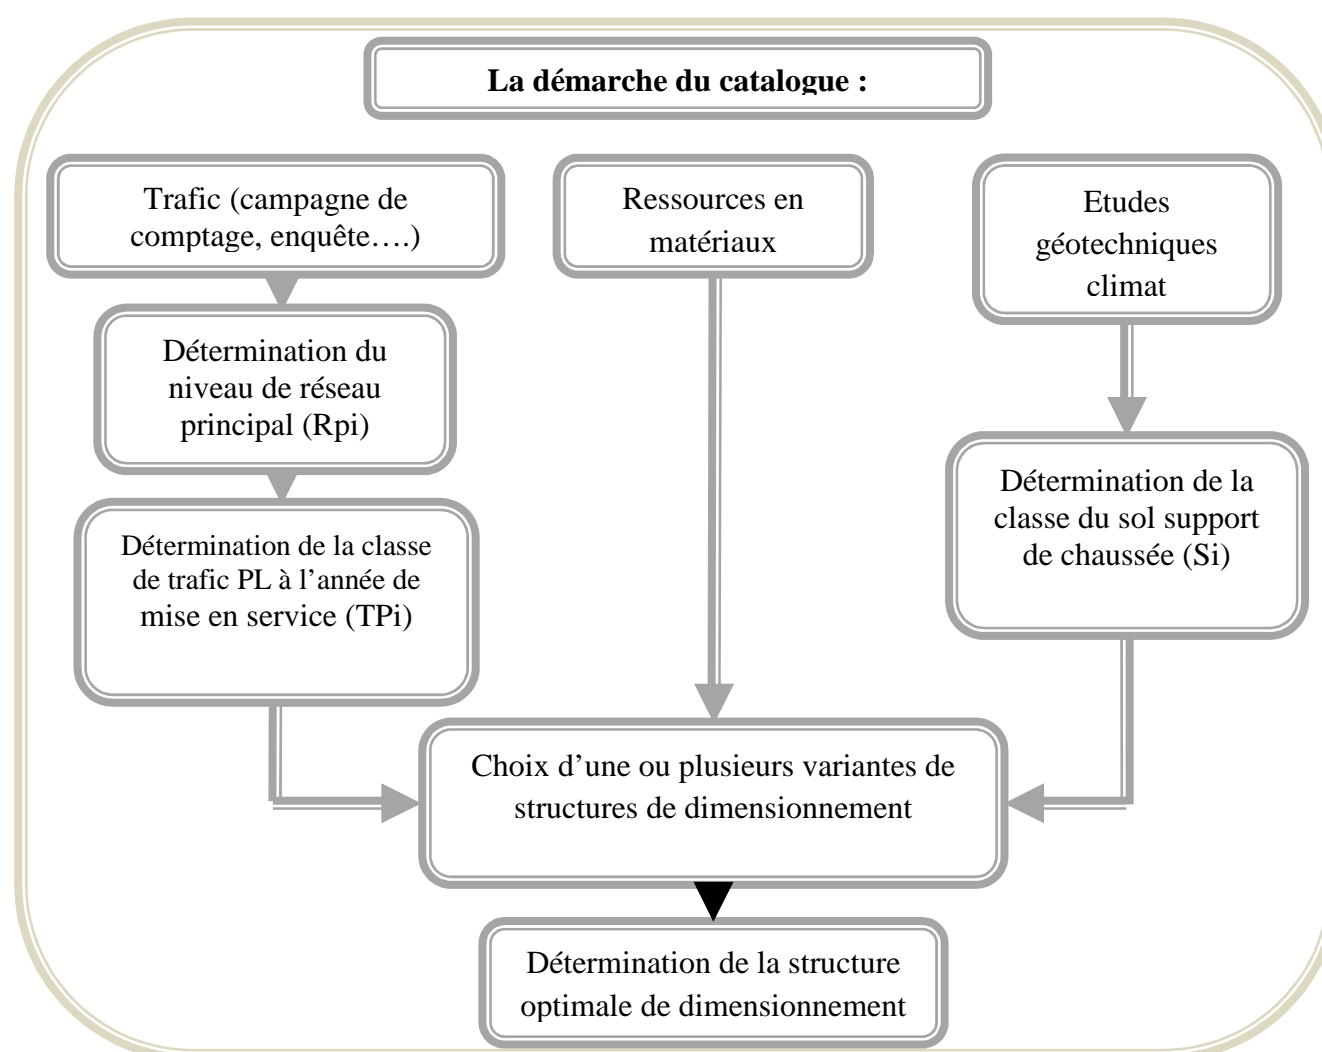 La démarche du catalogue :
Trafic (campagne de
comptage, enquête….)
Ressources en
matériaux
Etudes
géotechniques
climat
Détermination du
niveau de réseau
principal (Rpi)
Détermination de la classe
de trafic PL à l’année de
mise en service (TPi)
Détermination de la
classe du sol support
de chaussée (Si)
Choix d’une ou plusieurs variantes de
structures de dimensionnement
Détermination de la structure
optimale de dimensionnement